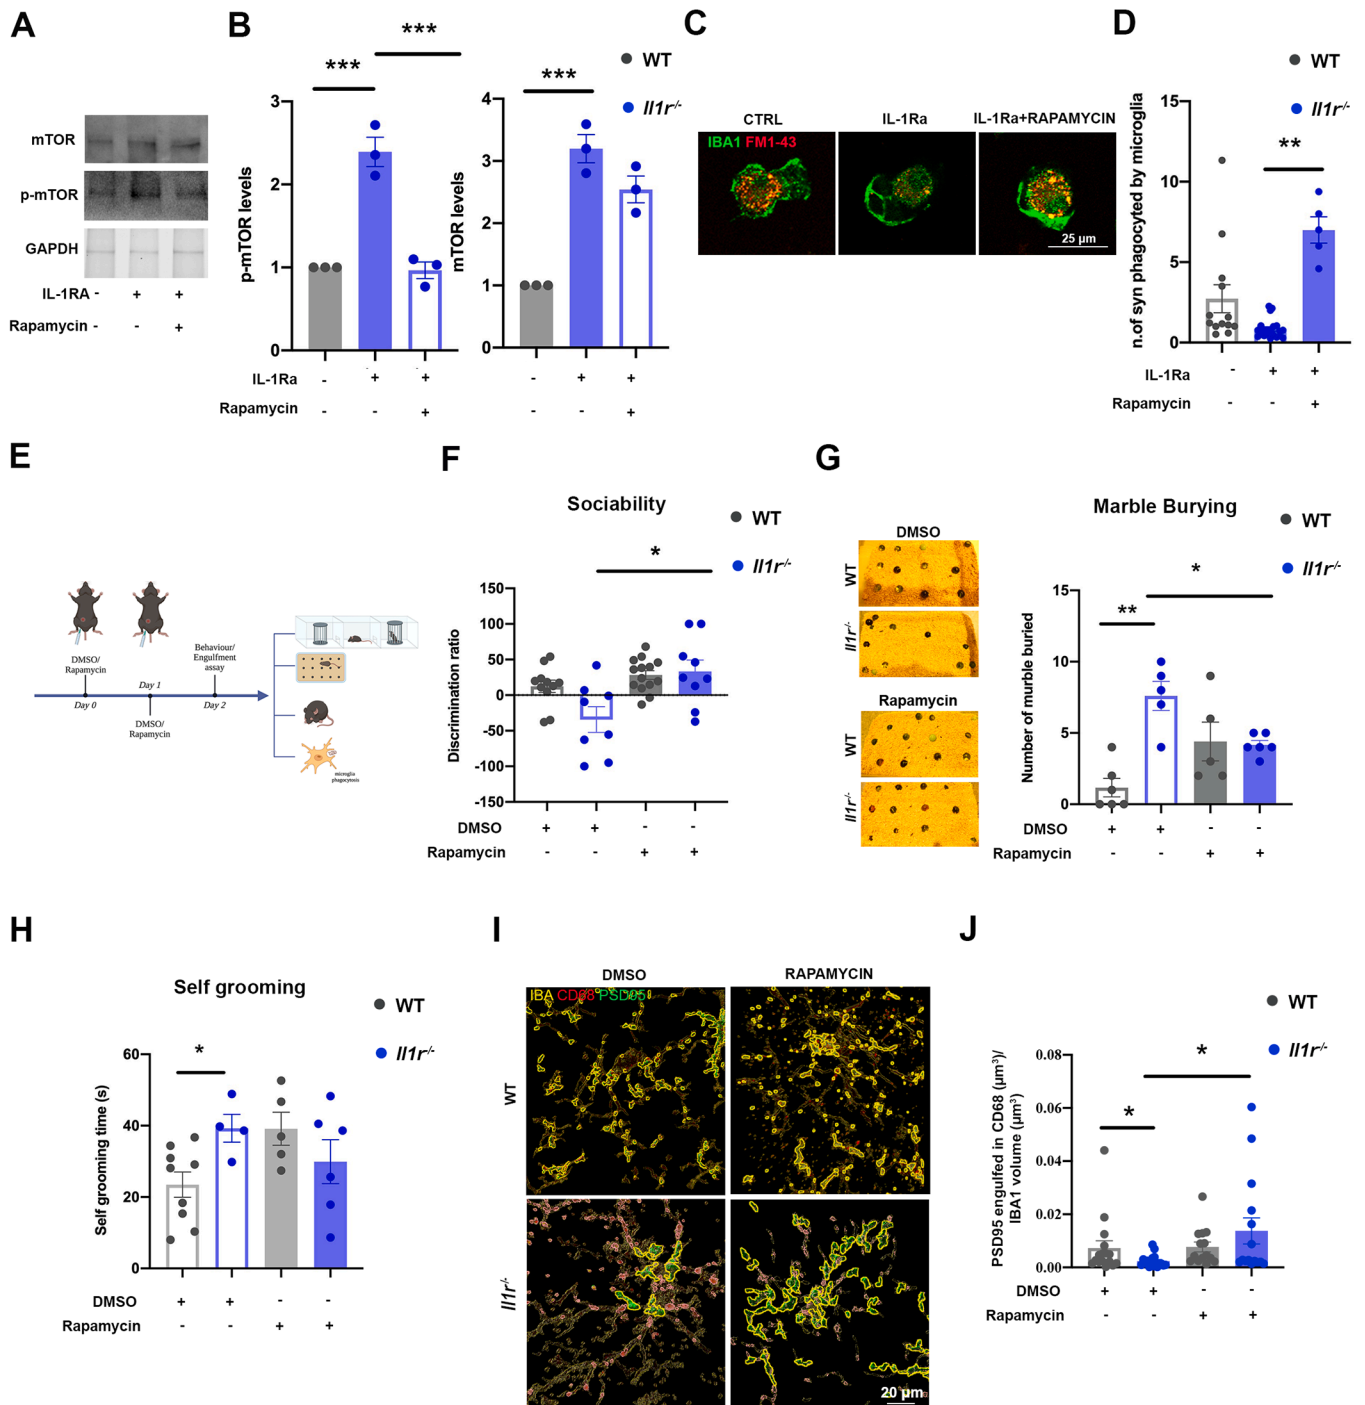 A
mTOR
p-mTOR
GAPDH
IL-1RA - + +
Rapamycin - - +
B
***
***
WT
Il1r-/-
p-mTOR levels
3
2
1
0
IL-1Ra - + +
Rapamycin - - +
***
mTOR levels
4
3
2
1
0
- + +
- - +
C
CTRL
IL-1Ra
IL-1Ra+RAPAMYCIN
IBA1 FM1-43
25 µm
D
WT
Il1r-/-
**
n.of syn phagocyted by microglia
15
10
5
0
IL-1Ra - + +
Rapamycin - - +
E
DMSO/
Rapamycin
Day 0
Day 1
DMSO/
Rapamycin
Behaviour/
Engulfment
assay
Day 2
microglia
phagocytosis
F
Sociability
WT
Il1r-/-
*
Discrimination ratio
150
100
50
0
-50
-100
-150
DMSO + + - -
Rapamycin - - + +
G
DMSO
WT
Il1r-/-
Rapamycin
WT
Il1r-/-
Marble Burying
WT
Il1r-/-
*
**
Number of murble buried
15
10
5
0
DMSO + + - -
Rapamycin - - + +
H
Self grooming
WT
Il1r-/-
*
Self grooming time (s)
60
40
20
0
DMSO + + - -
Rapamycin - - + +
I
DMSO
RAPAMYCIN
IBA CD68 PSD95
WT
Il1r-/-
20 µm
J
WT
Il1r-/-
*
*
PSD95 engulfed in CD68 (µm³)/
IBA1 volume (µm³)
0.08
0.06
0.04
0.02
0.00
DMSO + + - -
Rapamycin - - + +